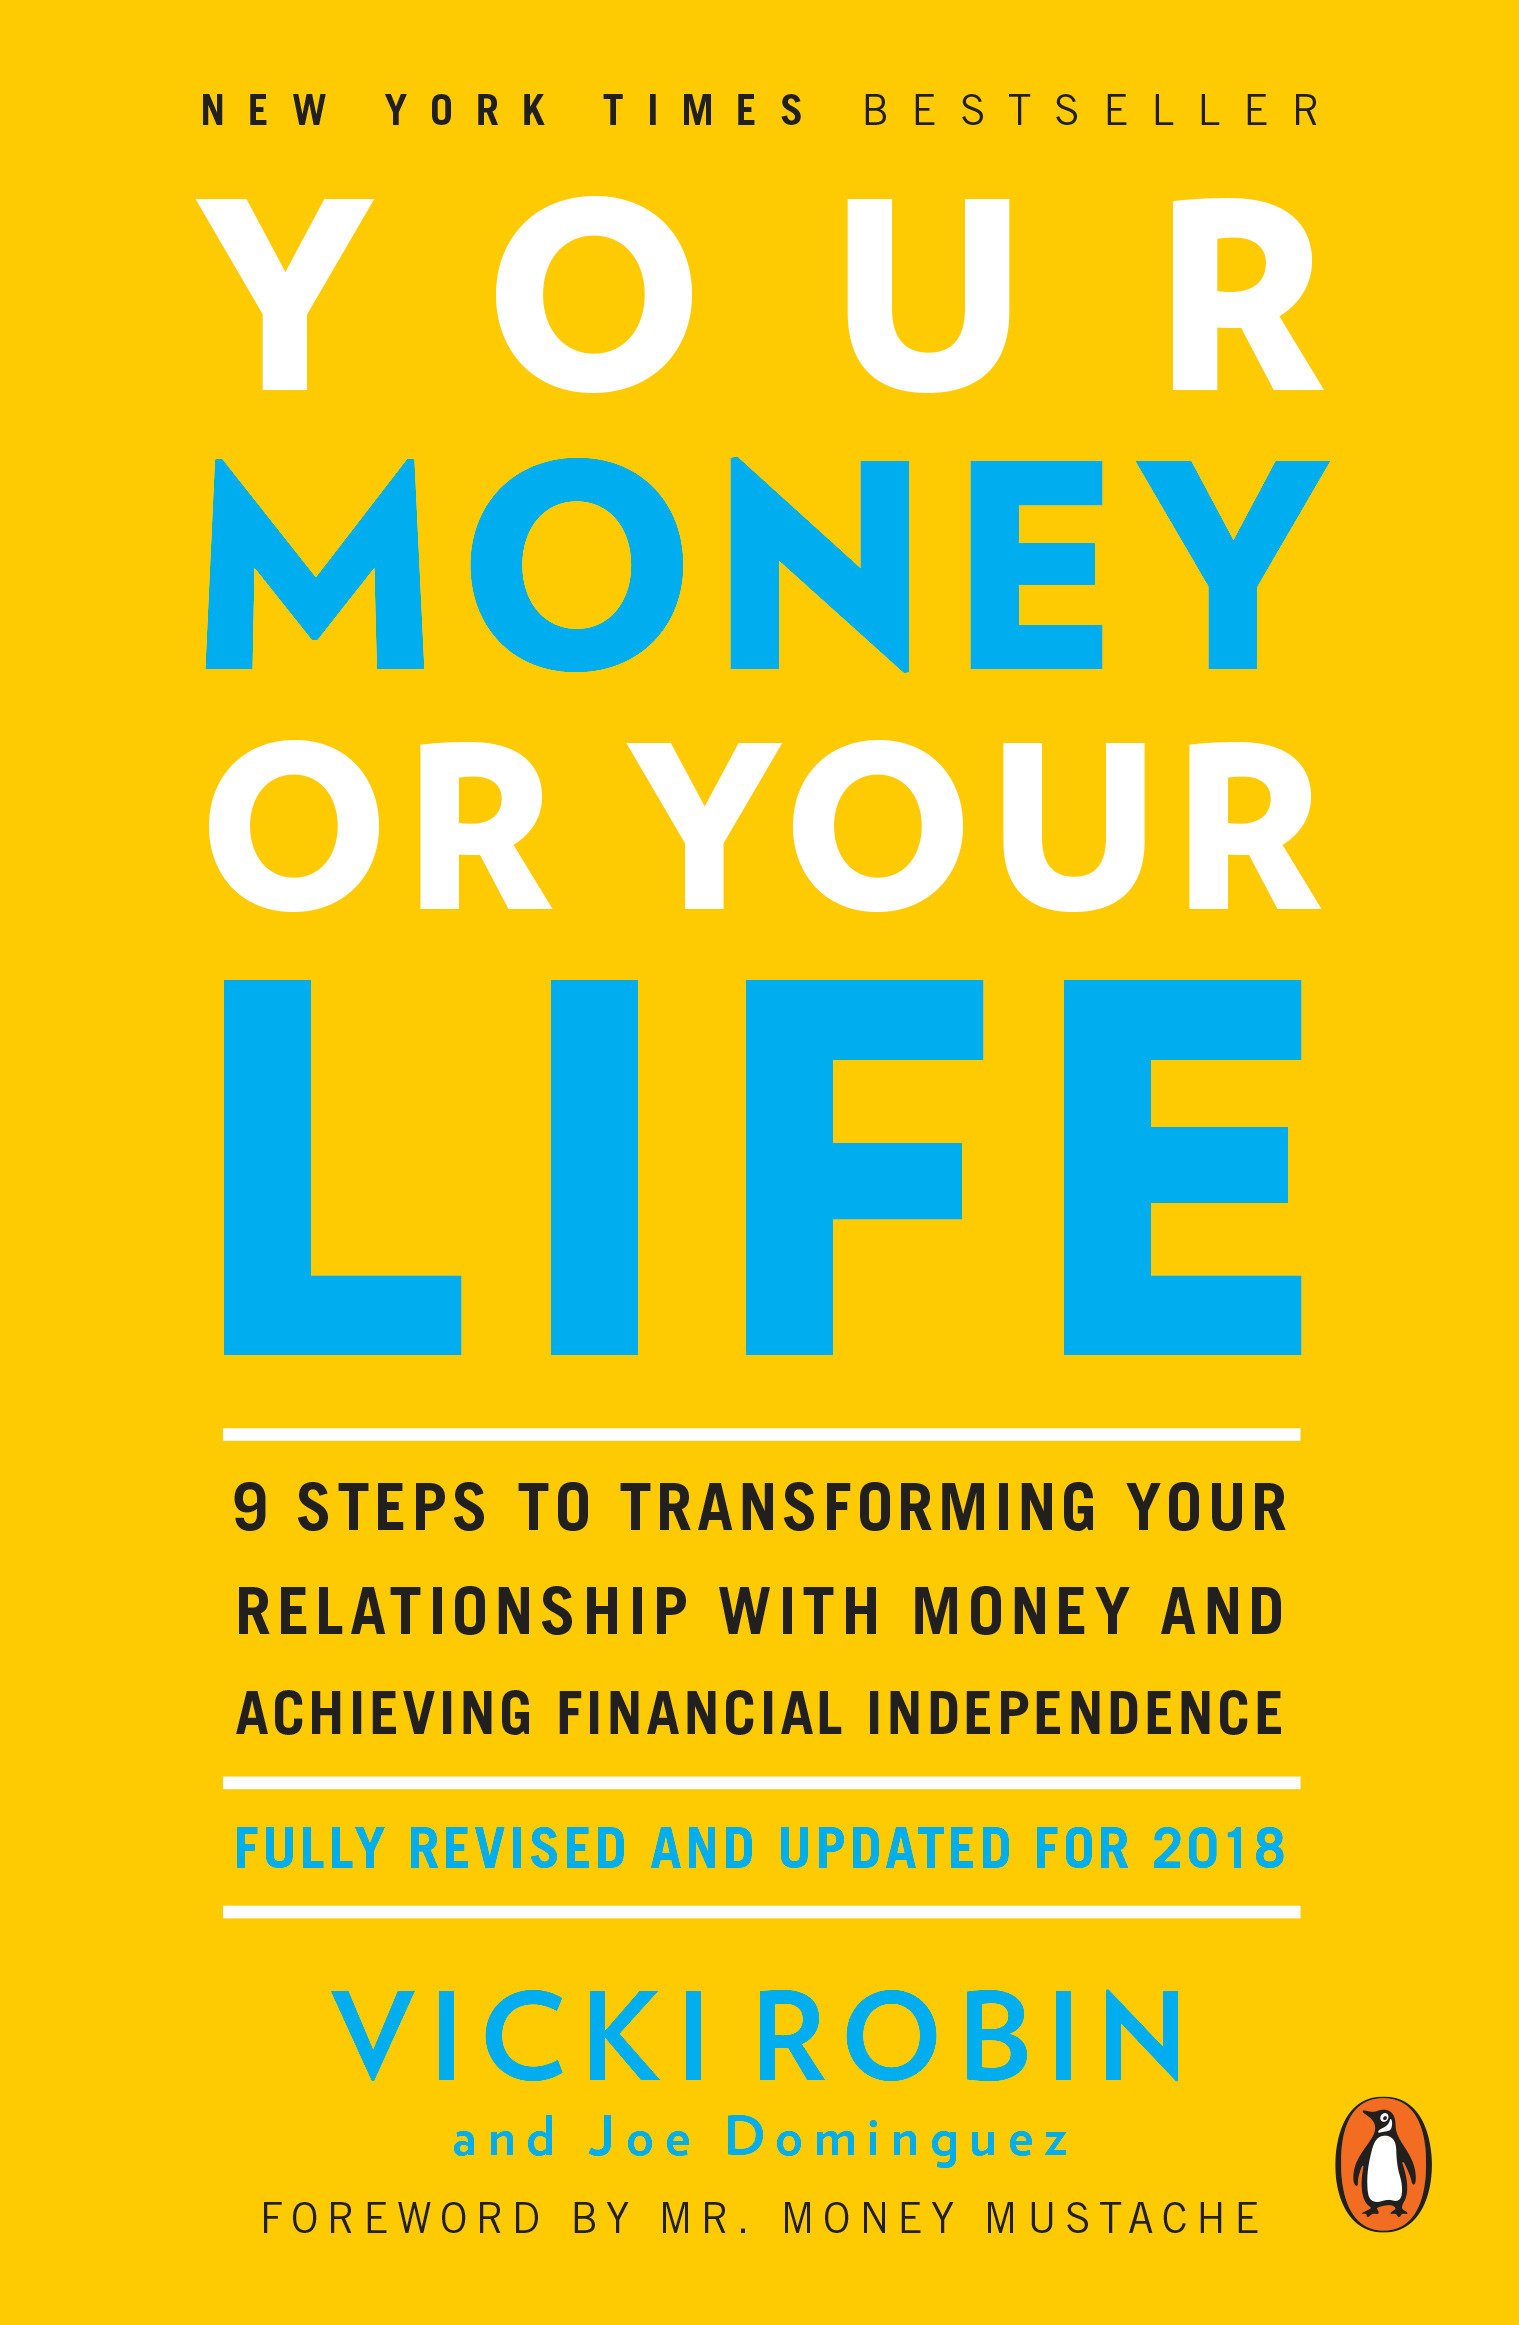 NEW YORK TIMES BESTSELLER
YOUR
MONEY
OR YOUR
LIFE
9 STEPS TO TRANSFORMING YOUR
RELATIONSHIP WITH MONEY AND
ACHIEVING FINANCIAL INDEPENDENCE
FULLY REVISED AND UPDATED FOR 2018
VICKI ROBIN
and Joe Dominguez
FOREWORD BY MR. MONEY MUSTACHE